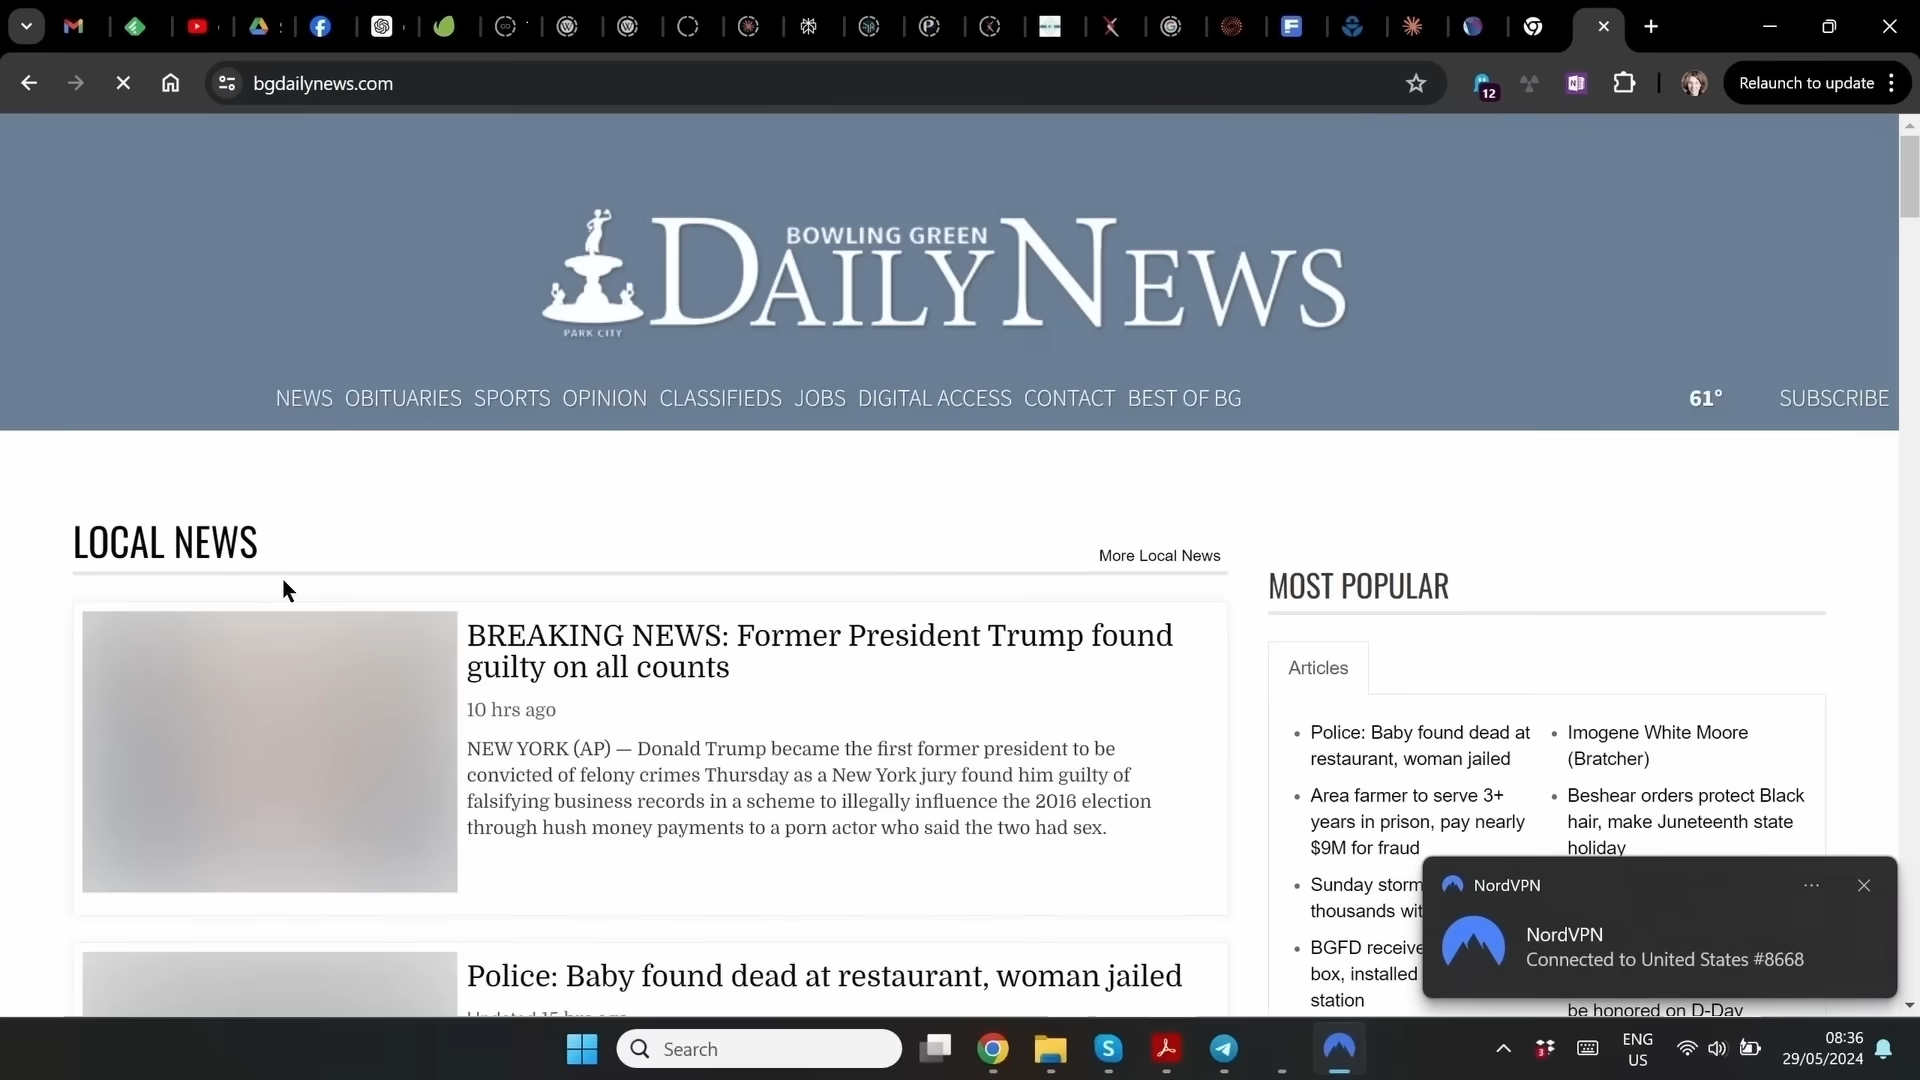 bgdailynews.com
12
Relaunch to update
BOWLING GREEN
DAILY NEWS
PARK CITY
NEWS OBITUARIES SPORTS OPINION CLASSIFIEDS JOBS DIGITAL ACCESS CONTACT BEST OF BG
61°
SUBSCRIBE
LOCAL NEWS
More Local News
BREAKING NEWS: Former President Trump found
guilty on all counts
10 hrs ago
NEW YORK (AP) — Donald Trump became the first former president to be
convicted of felony crimes Thursday as a New York jury found him guilty of
falsifying business records in a scheme to illegally influence the 2016 election
through hush money payments to a porn actor who said the two had sex.
Police: Baby found dead at restaurant, woman jailed
Updated 15 hrs ago
MOST POPULAR
Articles
Police: Baby found dead at
restaurant, woman jailed
Area farmer to serve 3+
years in prison, pay nearly
$9M for fraud
Sunday storm
thousands wit
BGFD receive
box, installed
station
Imogene White Moore
(Bratcher)
Beshear orders protect Black
hair, make Juneteenth state
holiday
be honored on D-Day
NordVPN
NordVPN
Connected to United States #8668
Search
3
ENG
US
08:36
29/05/2024